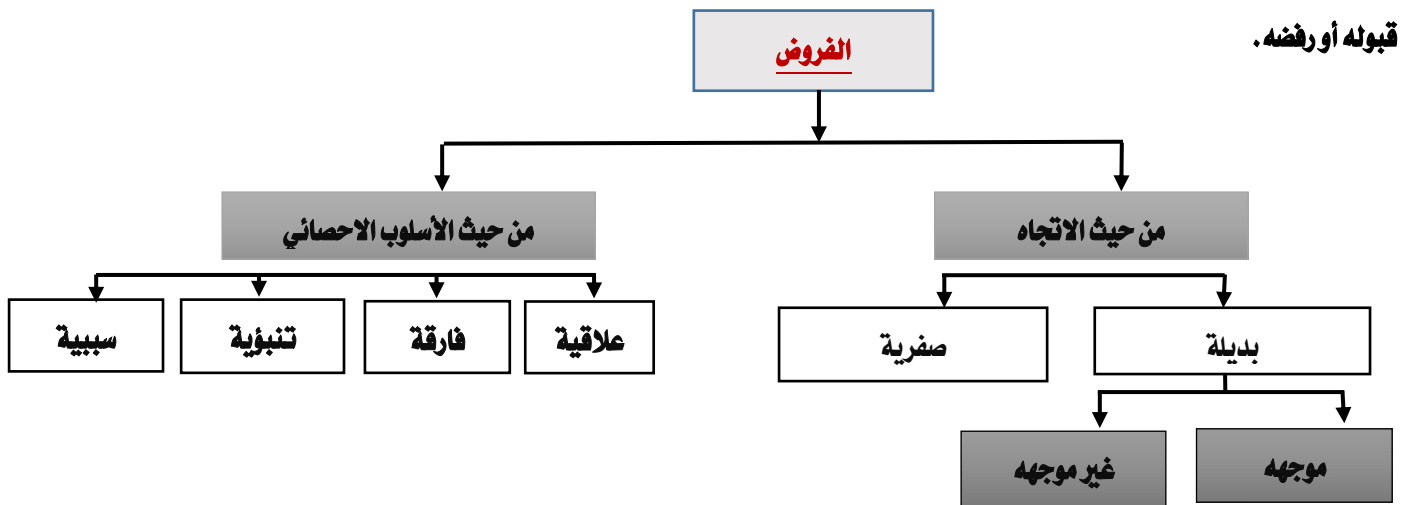 قبوله أو رفضه.
الفروض
من حيث الاتجاه
من حيث الأسلوب الاحصائي
بديلة
صفرية
علاقية
فارقة
تنبؤية
سببية
موجهه
غير موجهه